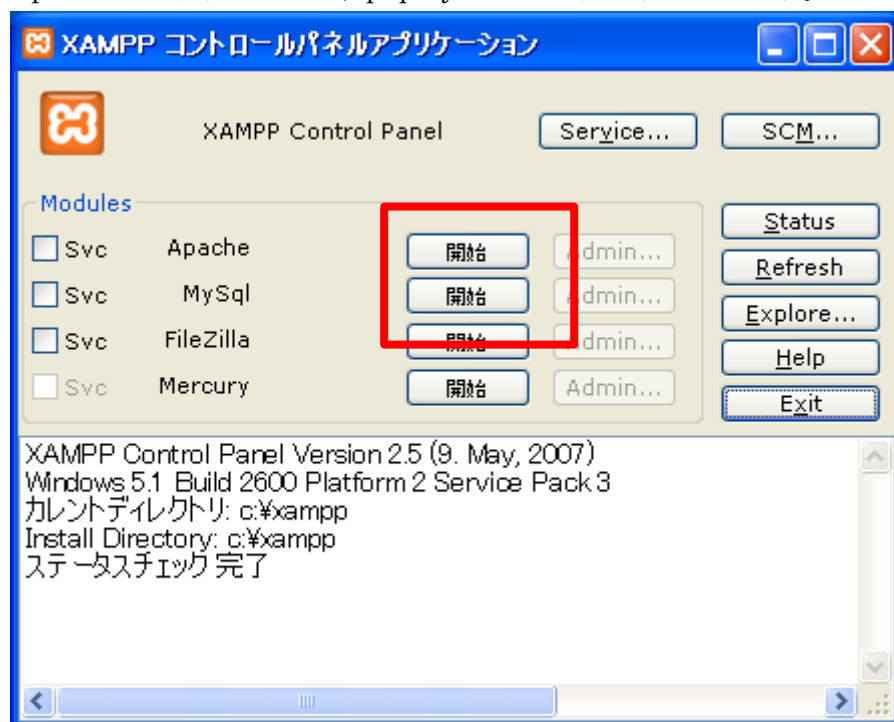 XAMPP コントロールパネルアプリケーション
XAMPP Control Panel
Service...
SCM...
Modules
Svc Apache 開始 Admin...
Svc MySql 開始 Admin...
Svc FileZilla 開始 Admin...
Svc Mercury 開始 Admin...
Status
Refresh
Explore...
Help
Exit
XAMPP Control Panel Version 2.5 (9. May, 2007)
Windows 5.1 Build 2600 Platform 2 Service Pack 3
カレントディレクトリ: c:¥xampp
Install Directory: c:¥xampp
ステータスチェック 完了